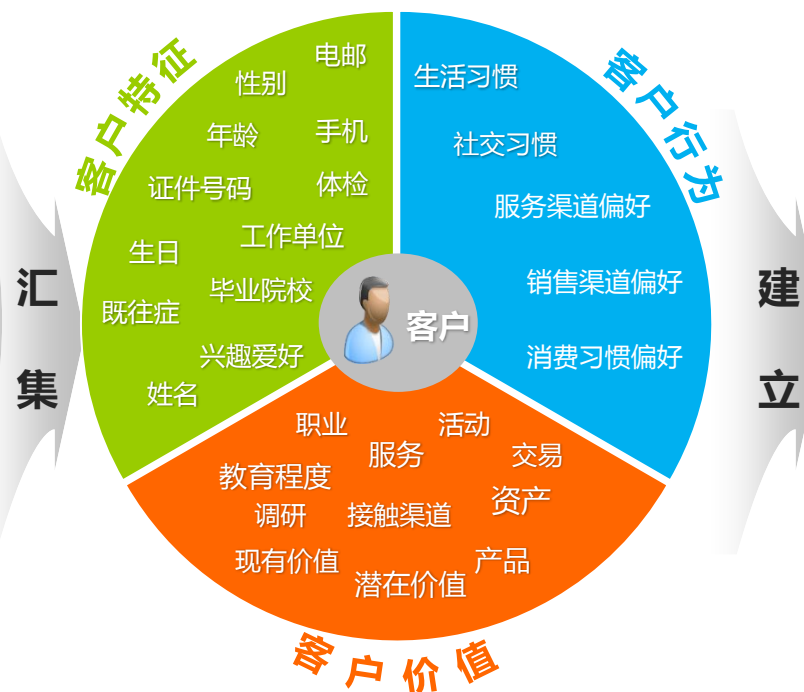 客户特征
电邮
性别
年龄
手机
证件号码
体检
生日
工作单位
既往症
毕业院校
兴趣爱好
姓名
客户行为
生活习惯
社交习惯
服务渠道偏好
销售渠道偏好
消费习惯偏好
客户
职业
活动
服务
交易
教育程度
资产
调研
接触渠道
现有价值
产品
潜在价值
客户价值
汇集
建立